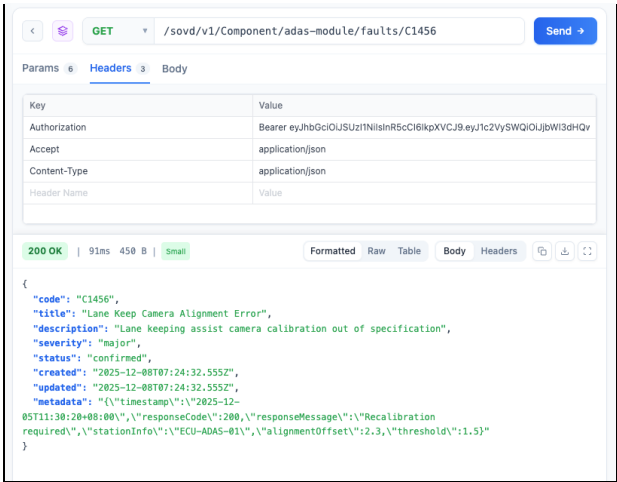 GET /sovd/v1/Component/adas-module/faults/C1456 Send →
Params 6 Headers 3 Body
Key Value
Authorization Bearer eyJhbGciOiJSUzI1NiIsInR5cCI6IkpXVCJ9.eyJ1c2VySWQiOiJjbWl3dHQv
Accept application/json
Content-Type application/json
Header Name Value
200 OK | 91ms 450 B | Small Formatted Raw Table Body Headers
{
"code": "C1456",
"title": "Lane Keep Camera Alignment Error",
"description": "Lane keeping assist camera calibration out of specification",
"severity": "major",
"status": "confirmed",
"created": "2025-12-08T07:24:32.555Z",
"updated": "2025-12-08T07:24:32.555Z",
"metadata": "{\"timestamp\":\"2025-12-
05T11:30:20+08:00\",\"responseCode\":200,\"responseMessage\":\"Recalibration
required\",\"stationInfo\":\"ECU-ADAS-01\",\"alignmentOffset\":2.3,\"threshold\":1.5}"
}